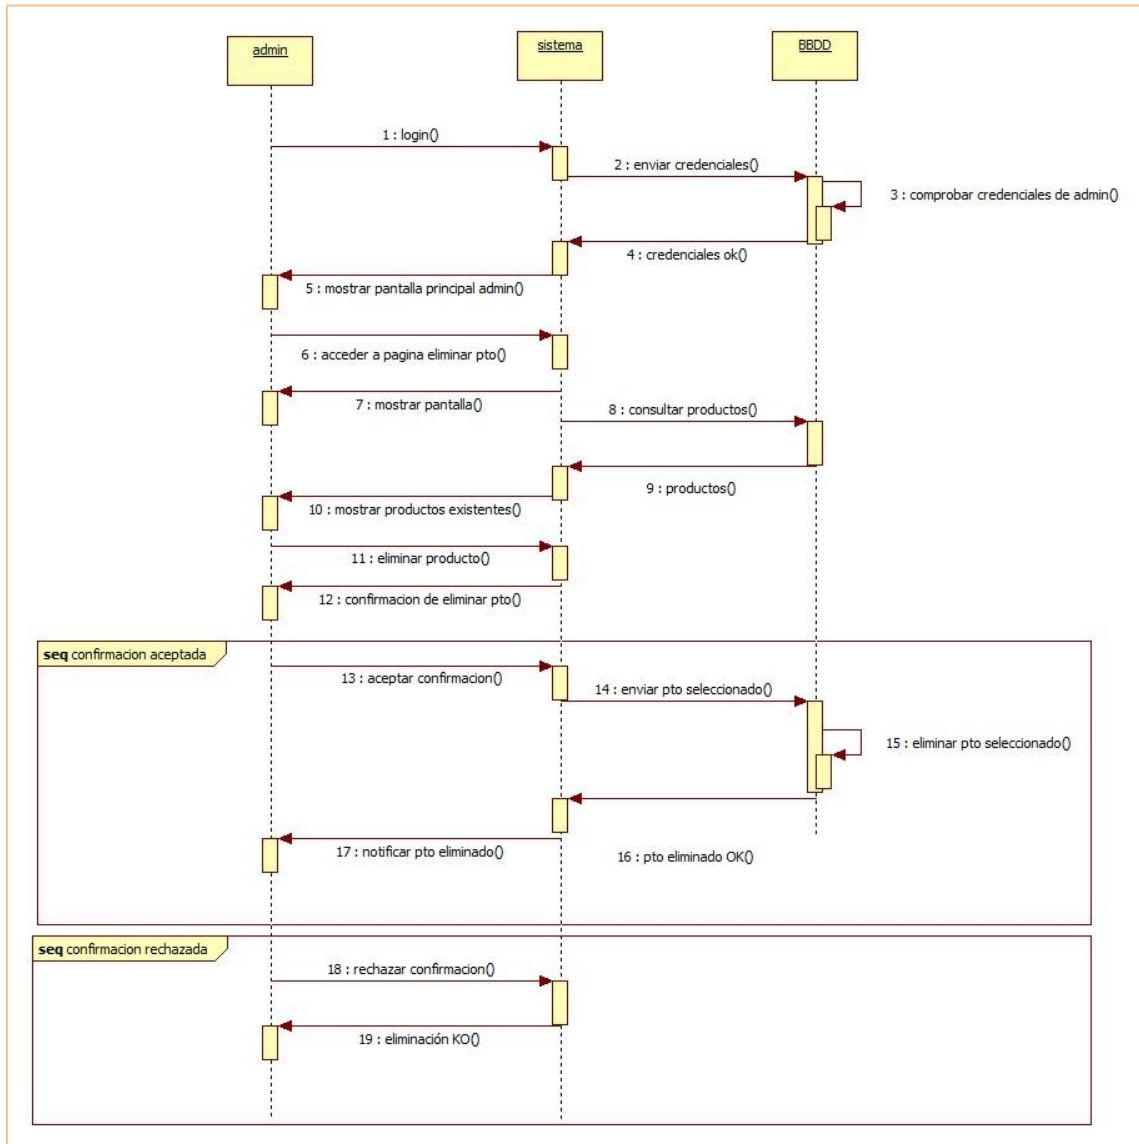 admin
sistema
BBDD
1 : login()
2 : enviar credenciales()
3 : comprobar credenciales de admin()
4 : credenciales ok()
5 : mostrar pantalla principal admin()
6 : acceder a pagina eliminar pto()
7 : mostrar pantalla()
8 : consultar productos()
9 : productos()
10 : mostrar productos existentes()
11 : eliminar producto()
12 : confirmacion de eliminar pto()
seq confirmacion aceptada
13 : aceptar confirmacion()
14 : enviar pto seleccionado()
15 : eliminar pto seleccionado()
16 : pto eliminado OK()
17 : notificar pto eliminado()
seq confirmacion rechazada
18 : rechazar confirmacion()
19 : eliminación KO()